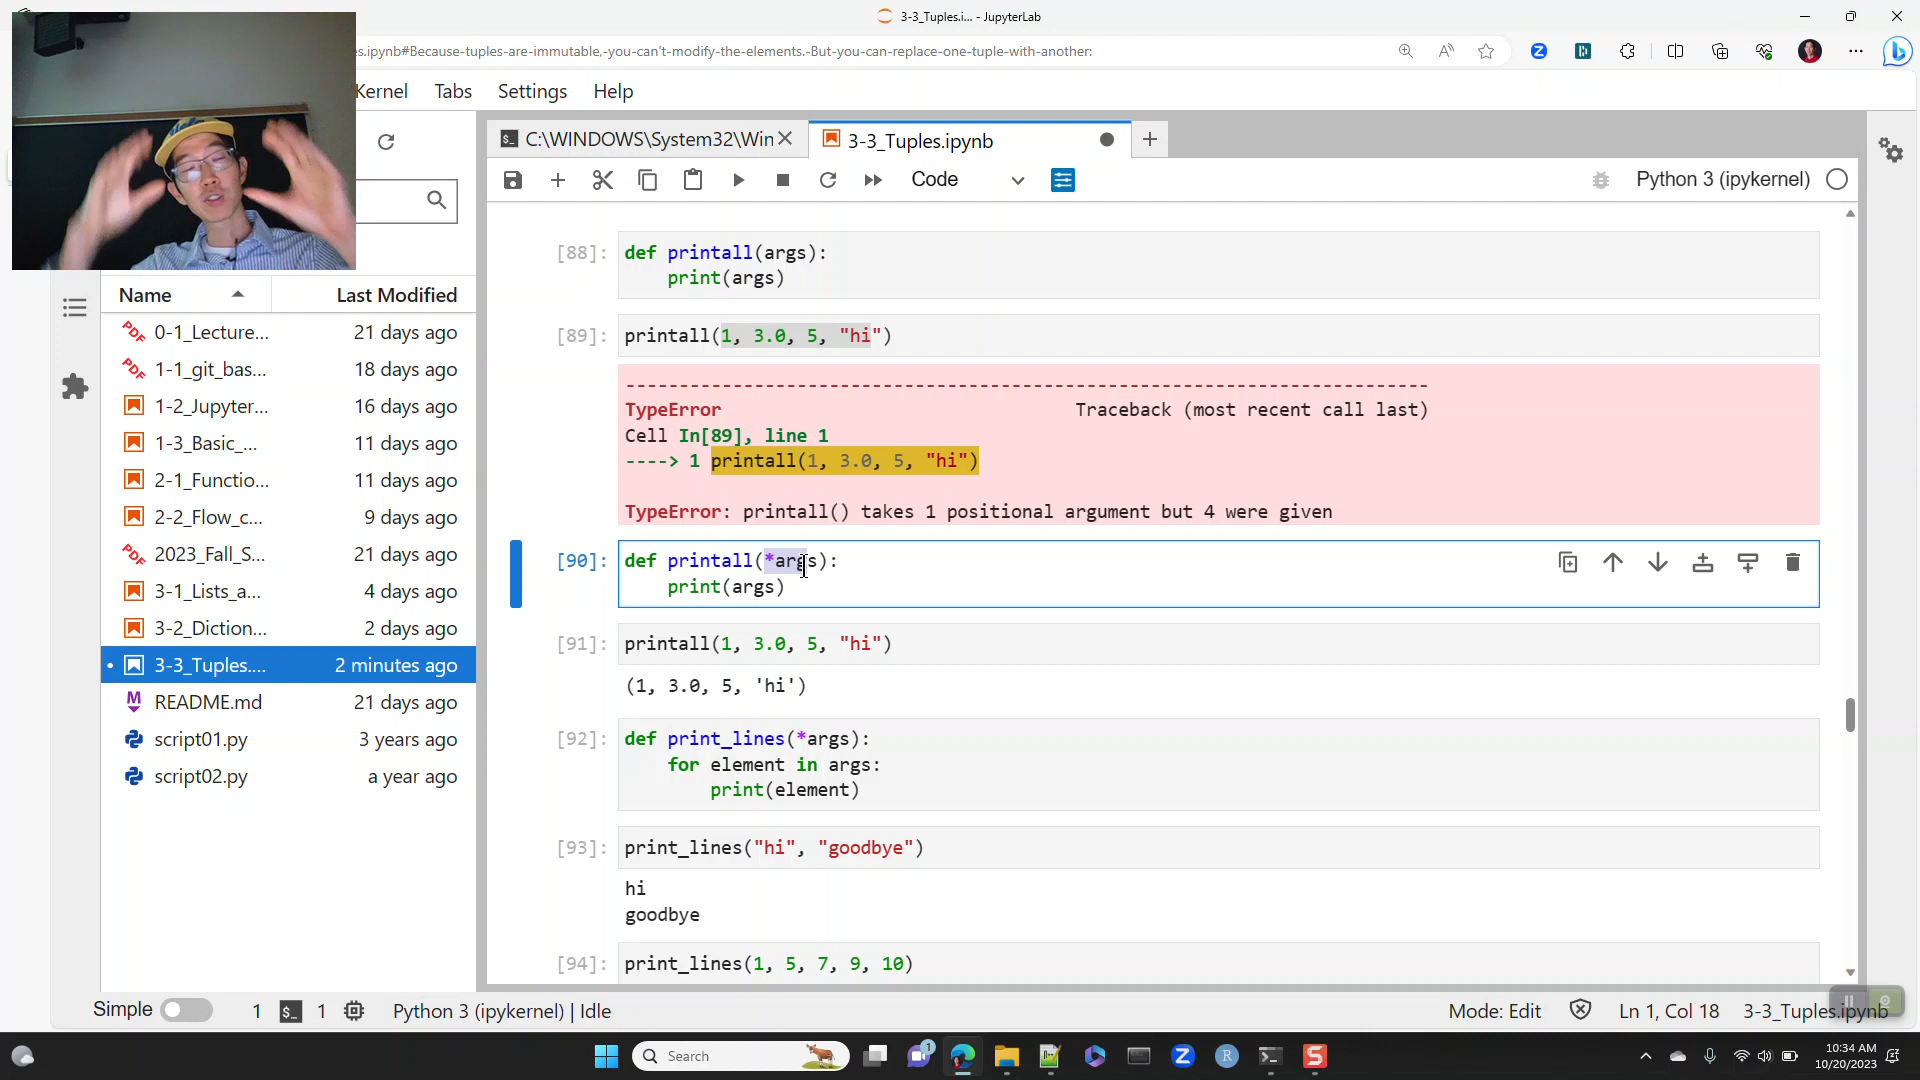 3-3_Tuples.i... - JupyterLab
es.ipynb#Because-tuples-are-immutable,-you-can't-modify-the-elements.-But-you-can-replace-one-tuple-with-another:
Kernel Tabs Settings Help
C:\WINDOWS\System32\Win
3-3_Tuples.ipynb
Code
Python 3 (ipykernel)
Name Last Modified
0-1_Lecture... 21 days ago
1-1_git_bas... 18 days ago
1-2_Jupyter... 16 days ago
1-3_Basic_... 11 days ago
2-1_Functio... 11 days ago
2-2_Flow_c... 9 days ago
2023_Fall_S... 21 days ago
3-1_Lists_a... 4 days ago
3-2_Diction... 2 days ago
3-3_Tuples.... 2 minutes ago
README.md 21 days ago
script01.py 3 years ago
script02.py a year ago
[88]: def printall(args):
print(args)
[89]: printall(1, 3.0, 5, "hi")
---------------------------------------------------------------------------
TypeError Traceback (most recent call last)
Cell In[89], line 1
----> 1 printall(1, 3.0, 5, "hi")
TypeError: printall() takes 1 positional argument but 4 were given
[90]: def printall(*args):
print(args)
[91]: printall(1, 3.0, 5, "hi")
(1, 3.0, 5, 'hi')
[92]: def print_lines(*args):
for element in args:
print(element)
[93]: print_lines("hi", "goodbye")
hi
goodbye
[94]: print_lines(1, 5, 7, 9, 10)
Simple 1 1 Python 3 (ipykernel) | Idle Mode: Edit Ln 1, Col 18 3-3_Tuples.ipynb
Search
1
10:34 AM
10/20/2023